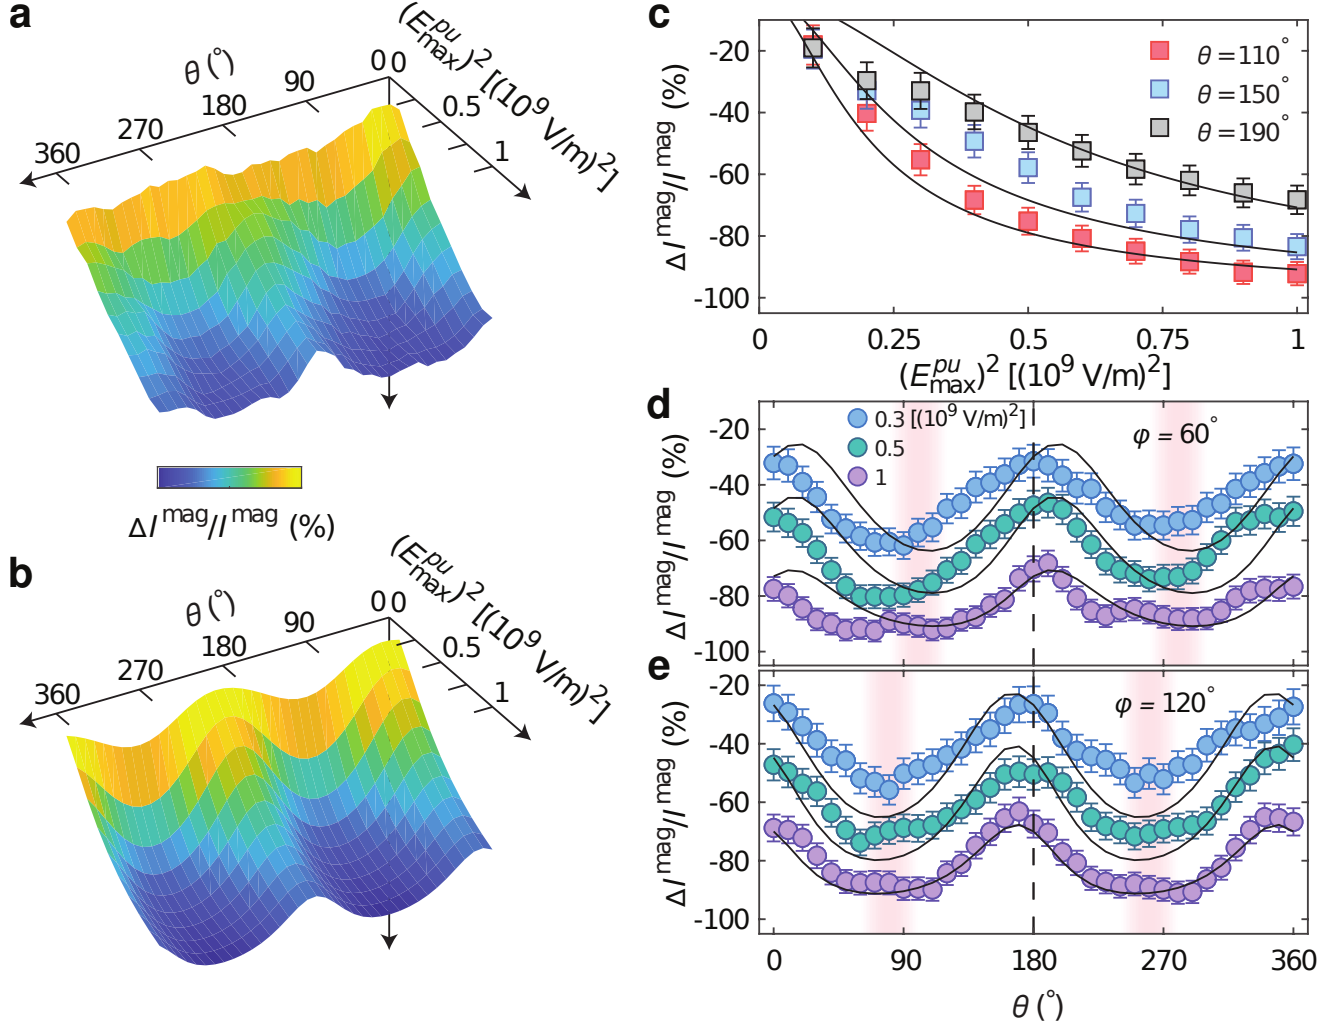 a
(E^pu_max)^2 [(10^9 V/m)^2]
θ (°)
0 0
90
180
270
360
0.5
1
ΔI^mag/I^mag (%)
b
(E^pu_max)^2 [(10^9 V/m)^2]
θ (°)
0 0
90
180
270
360
0.5
1
c
ΔI^mag/I^mag (%)
-20
-40
-60
-80
-100
θ = 110°
θ = 150°
θ = 190°
0 0.25 0.5 0.75 1
(E^pu_max)^2 [(10^9 V/m)^2]
d
ΔI^mag/I^mag (%)
-20
-40
-60
-80
-100
0.3 [(10^9 V/m)^2]
0.5
1
φ = 60°
e
ΔI^mag/I^mag (%)
-20
-40
-60
-80
-100
φ = 120°
0 90 180 270 360
θ (°)